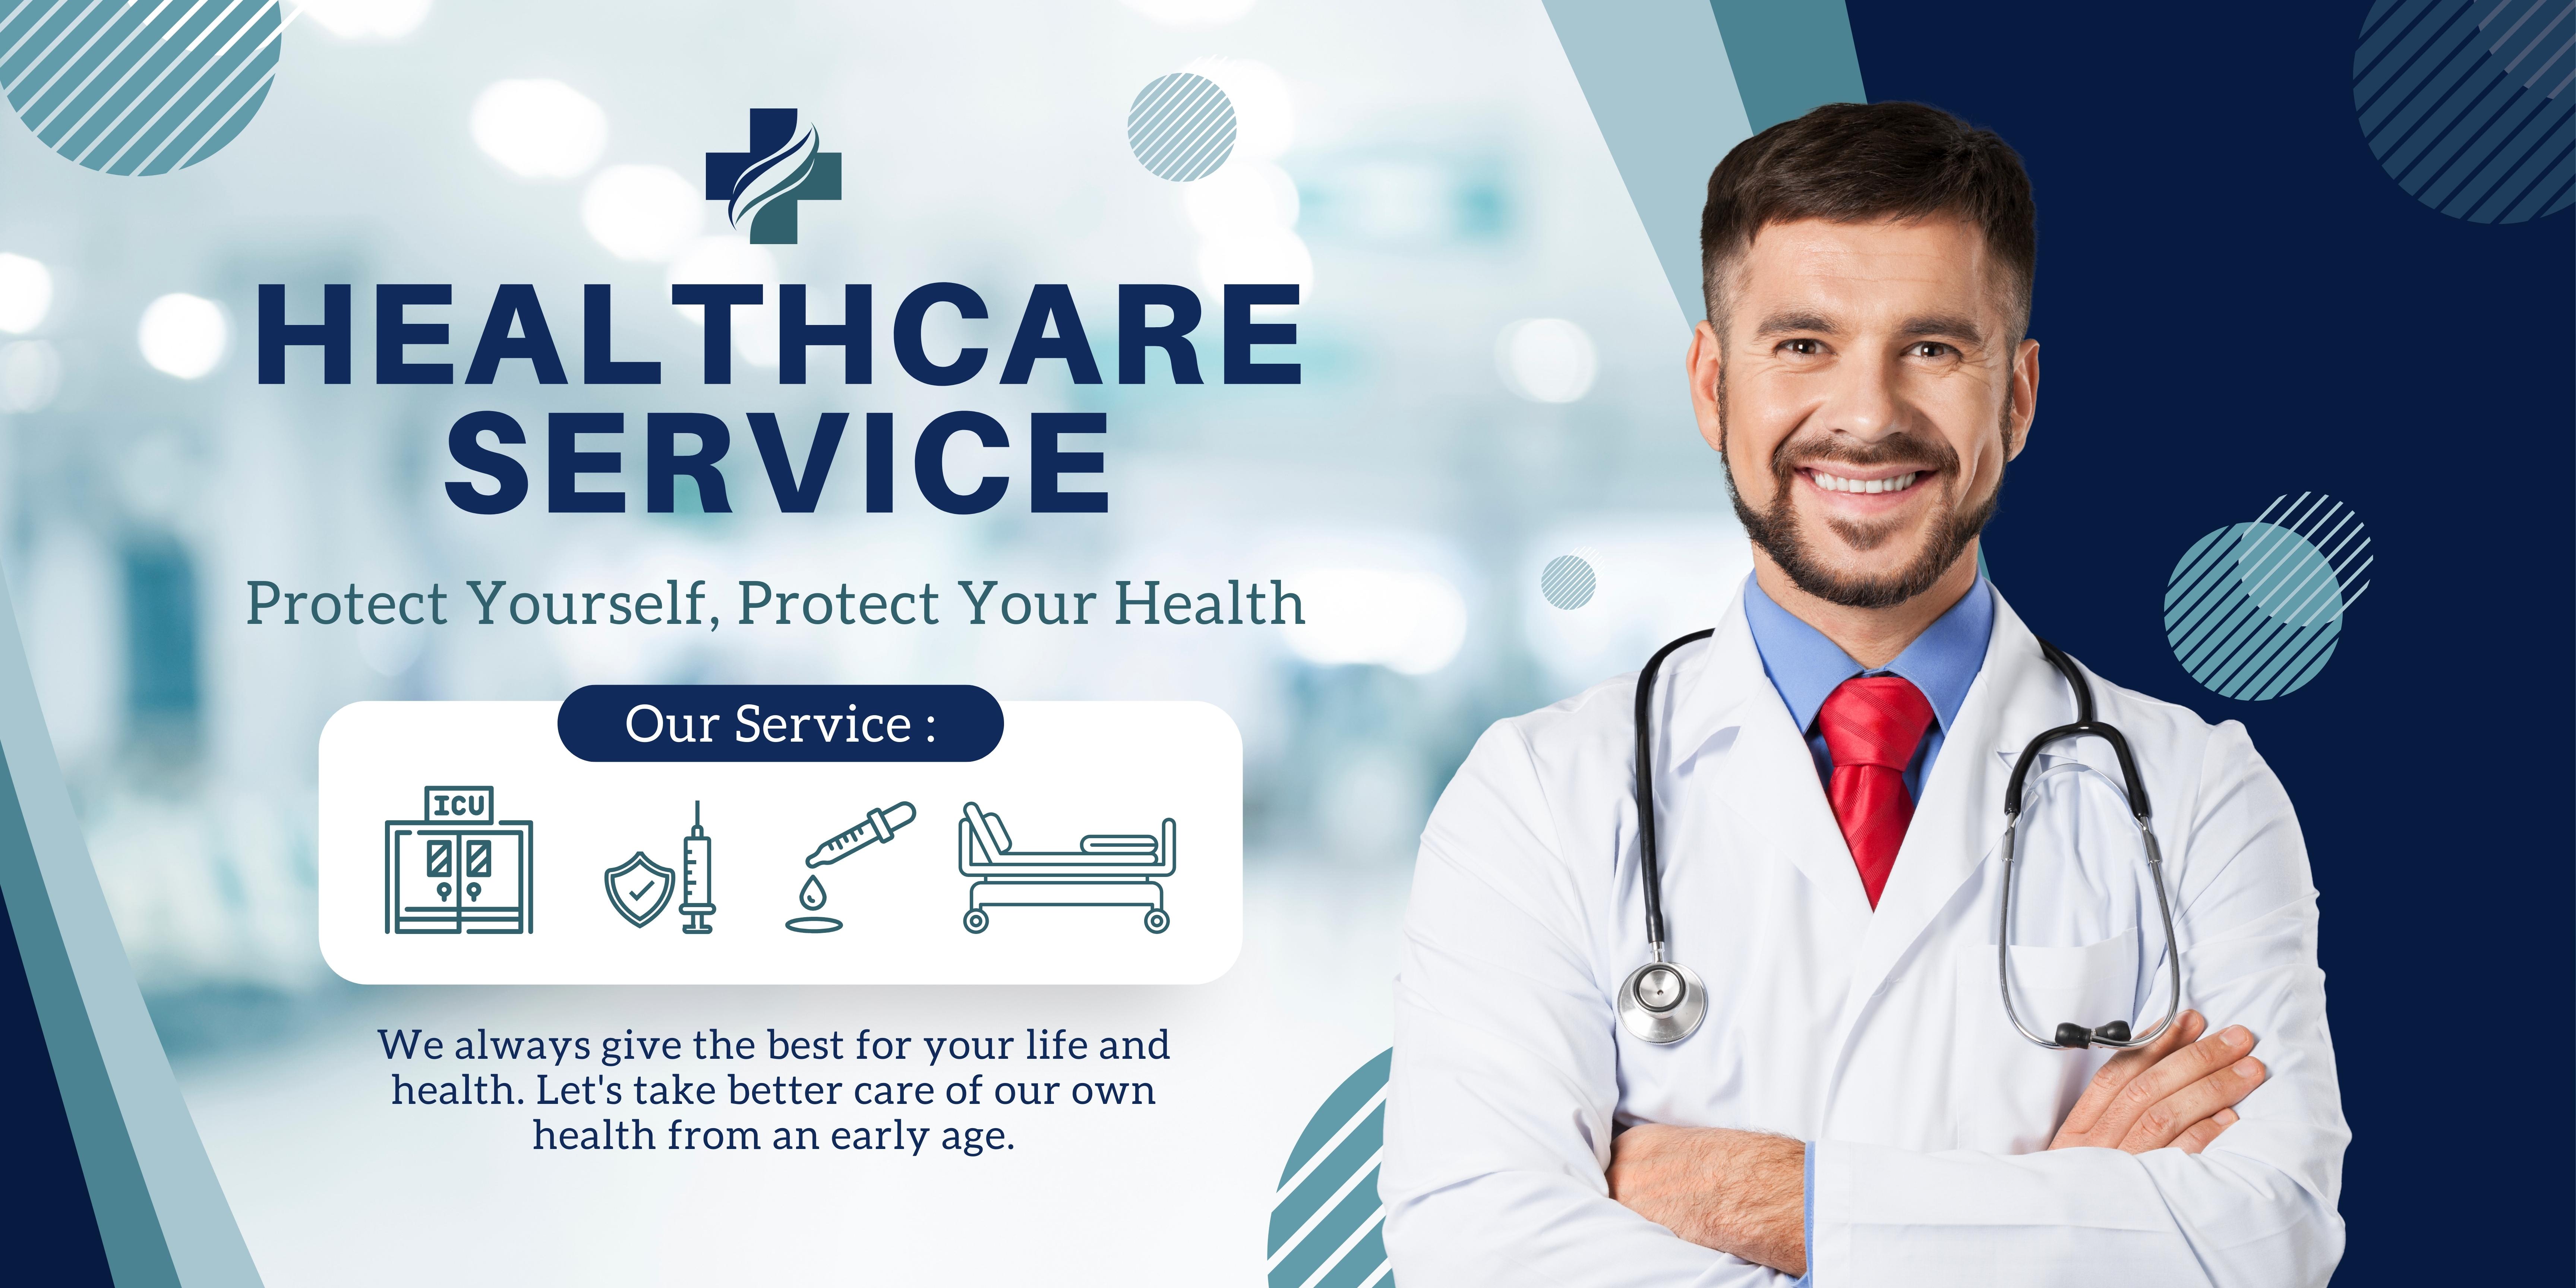 HEALTHCARE
SERVICE
Protect Yourself, Protect Your Health
Our Service :
ICU
We always give the best for your life and
health. Let's take better care of our own
health from an early age.